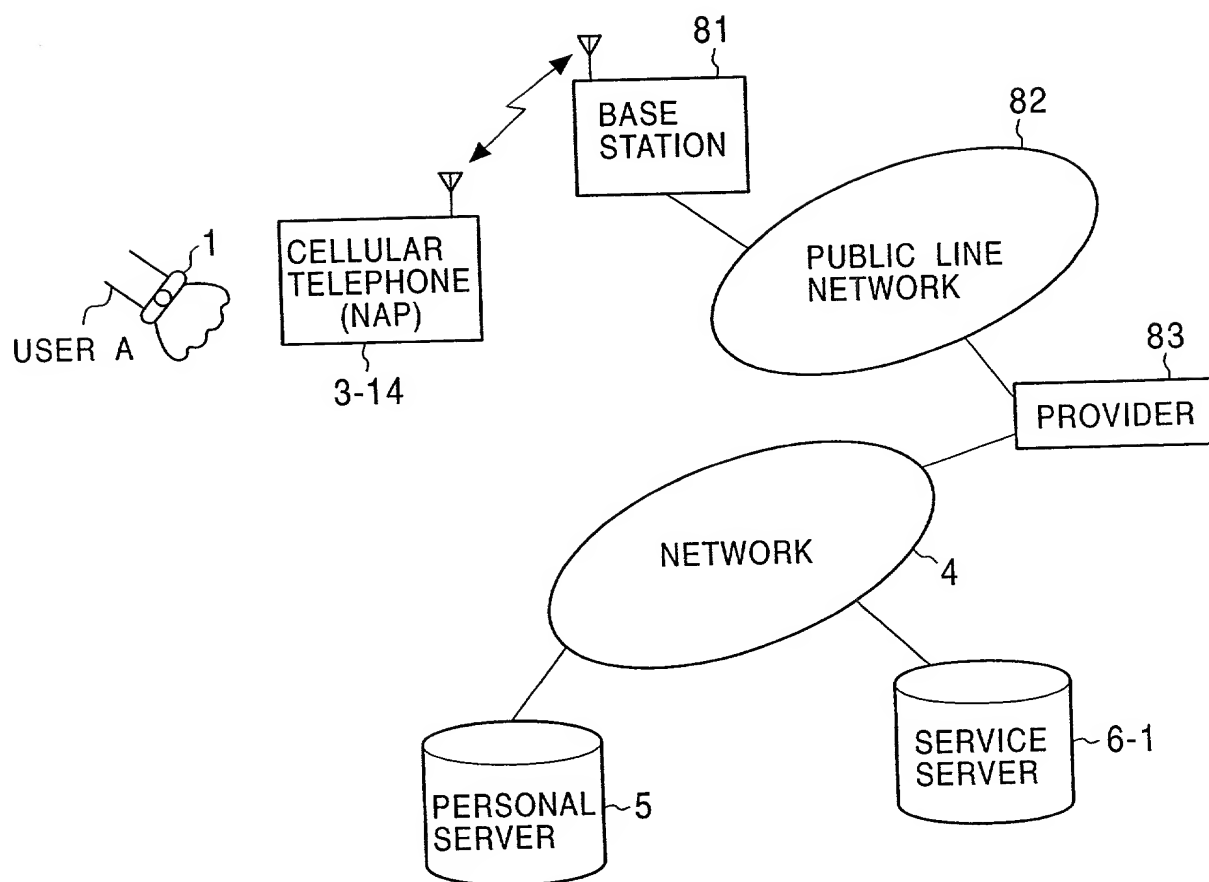 81
BASE
STATION
82
PUBLIC LINE
NETWORK
1
CELLULAR
TELEPHONE
(NAP)
USER A
3-14
83
PROVIDER
NETWORK
4
SERVICE
SERVER
6-1
PERSONAL
SERVER
5